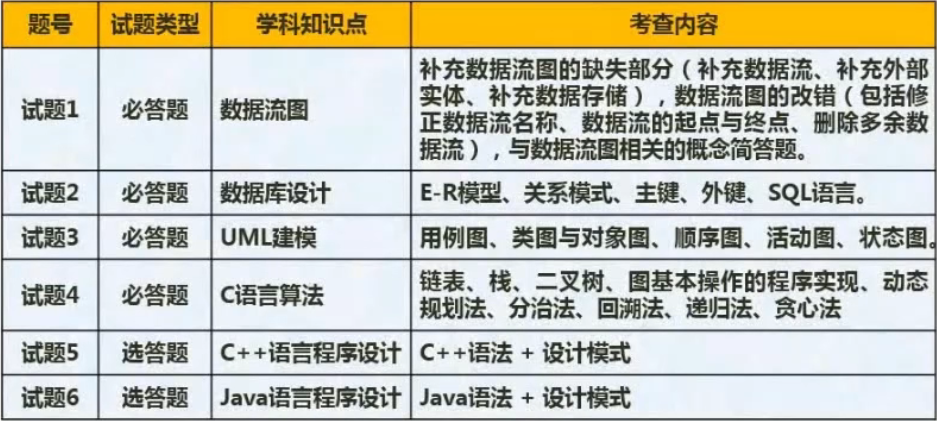 题号 试题类型 学科知识点 考查内容
试题1 必答题 数据流图 补充数据流图的缺失部分（补充数据流、补充外部
实体、补充数据存储），数据流图的改错（包括修
正数据流名称、数据流的起点与终点、删除多余数
据流），与数据流图相关的概念简答题。
试题2 必答题 数据库设计 E-R模型、关系模式、主键、外键、SQL语言。
试题3 必答题 UML建模 用例图、类图与对象图、顺序图、活动图、状态图。
试题4 必答题 C语言算法 链表、栈、二叉树、图基本操作的程序实现、动态
规划法、分治法、回溯法、递归法、贪心法
试题5 选答题 C++语言程序设计 C++语法 + 设计模式
试题6 选答题 Java语言程序设计 Java语法 + 设计模式